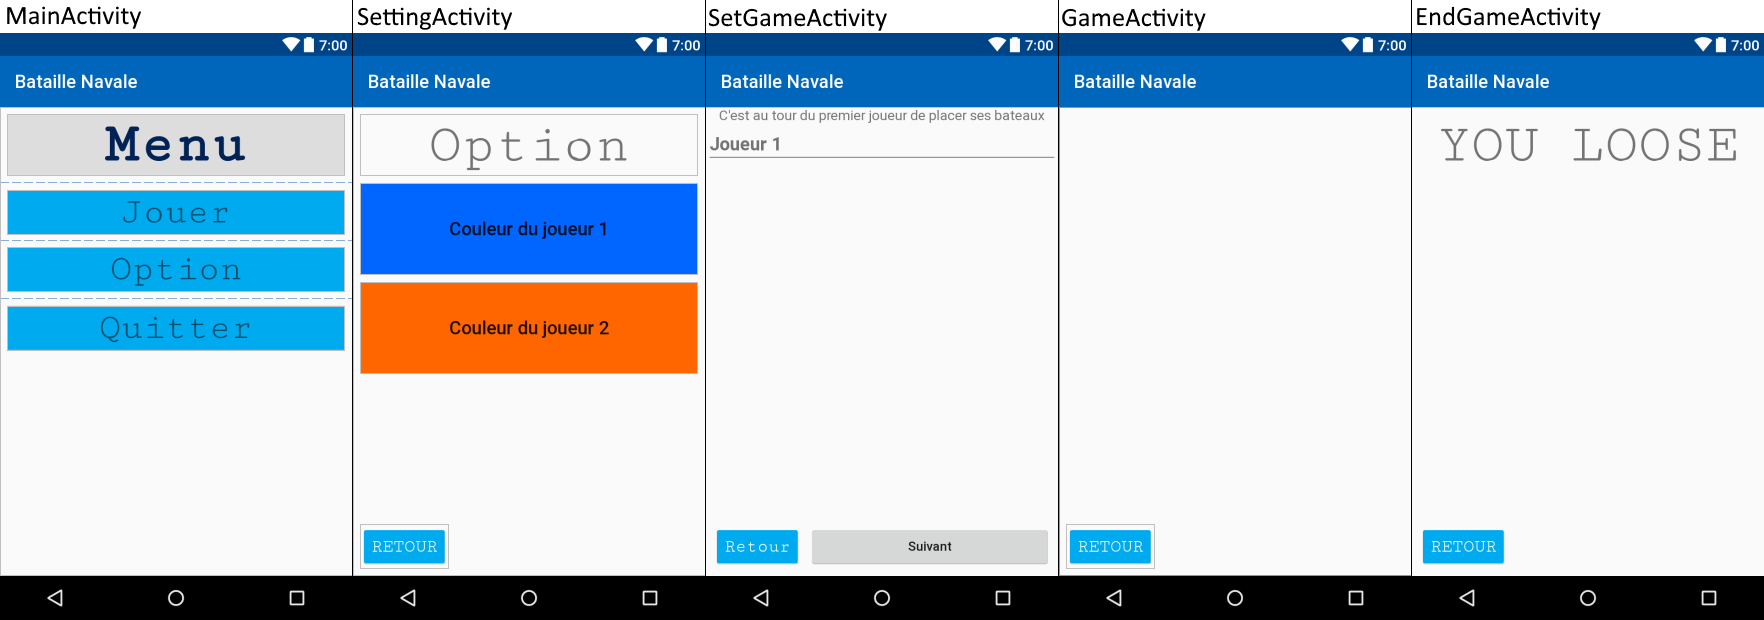 MainActivity
7:00
Bataille Navale
Menu
Jouer
Option
Quitter
SettingActivity
7:00
Bataille Navale
Option
Couleur du joueur 1
Couleur du joueur 2
RETOUR
SetGameActivity
7:00
Bataille Navale
C'est au tour du premier joueur de placer ses bateaux
Joueur 1
Retour
Suivant
GameActivity
7:00
Bataille Navale
RETOUR
EndGameActivity
7:00
Bataille Navale
YOU LOOSE
RETOUR